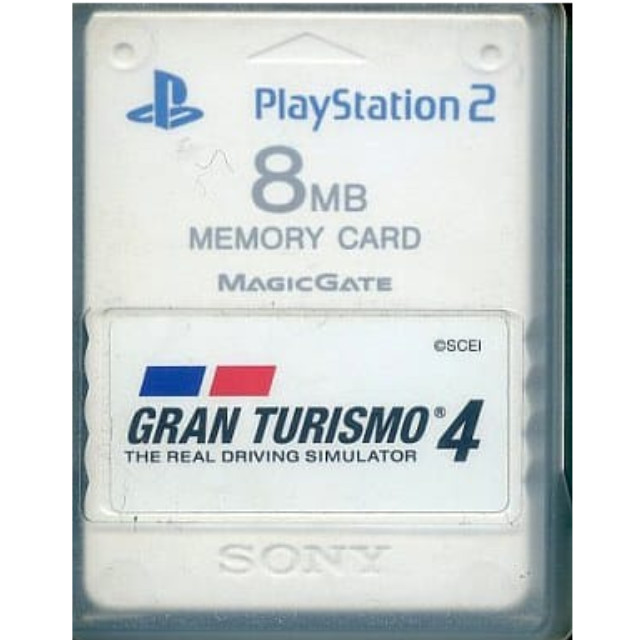 PlayStation 2
8MB
MEMORY CARD
MAGICGATE
©SCEI
GRAN TURISMO® 4
THE REAL DRIVING SIMULATOR
SONY